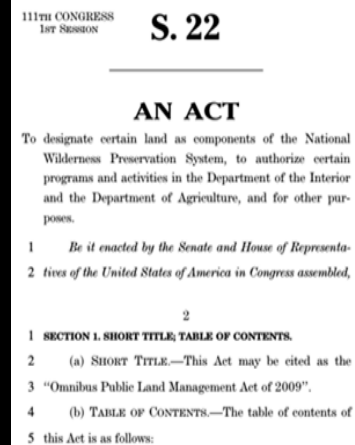 111TH CONGRESS
1ST SESSION
S. 22
AN ACT
To designate certain land as components of the National
Wilderness Preservation System, to authorize certain
programs and activities in the Department of the Interior
and the Department of Agriculture, and for other pur-
poses.
1 Be it enacted by the Senate and House of Representa-
2 tives of the United States of America in Congress assembled,
2
1 SECTION 1. SHORT TITLE; TABLE OF CONTENTS.
2 (a) SHORT TITLE.—This Act may be cited as the
3 “Omnibus Public Land Management Act of 2009”.
4 (b) TABLE OF CONTENTS.—The table of contents of
5 this Act is as follows: